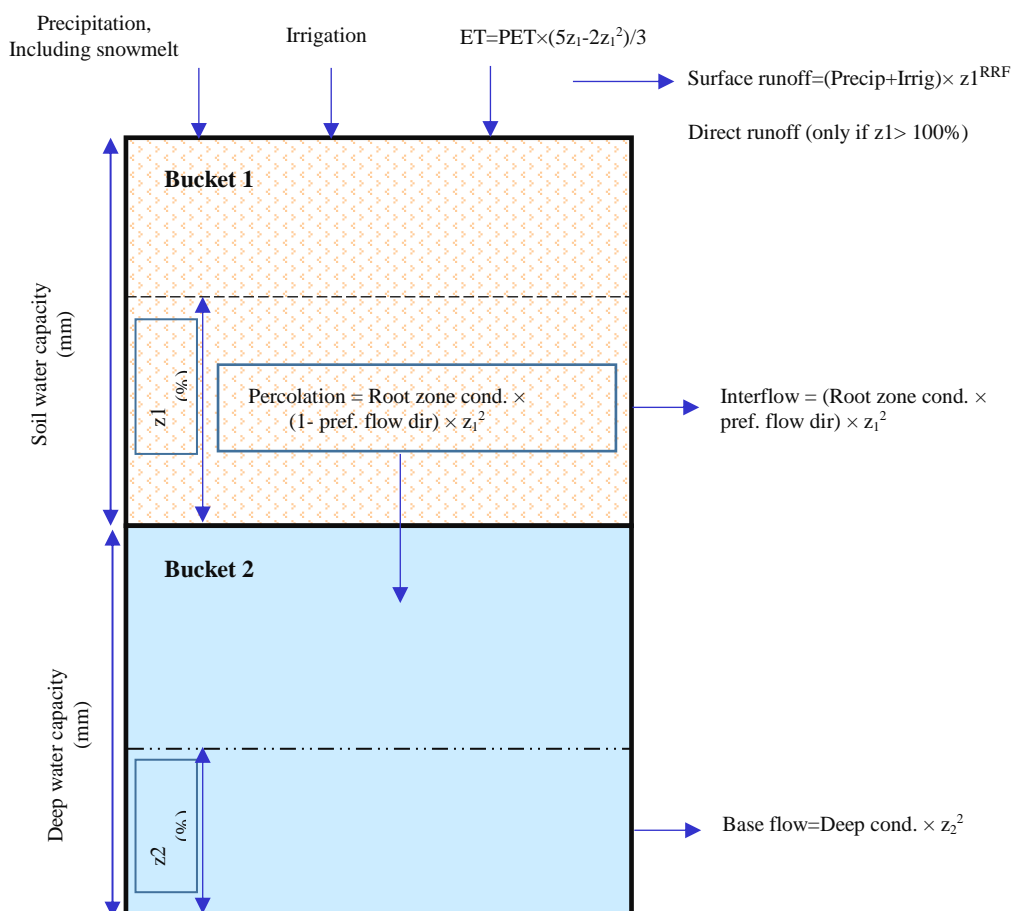 Precipitation,
Including snowmelt
Irrigation
ET=PET×(5z₁-2z₁²)/3
Surface runoff=(Precip+Irrig)× z1ᴿᴿꟳ
Direct runoff (only if z1> 100%)
Bucket 1
Soil water capacity
(mm)
z1
(%)
Percolation = Root zone cond. ×
(1- pref. flow dir) × z₁²
Interflow = (Root zone cond. ×
pref. flow dir) × z₁²
Bucket 2
Deep water capacity
(mm)
z2
(%)
Base flow=Deep cond. × z₂²